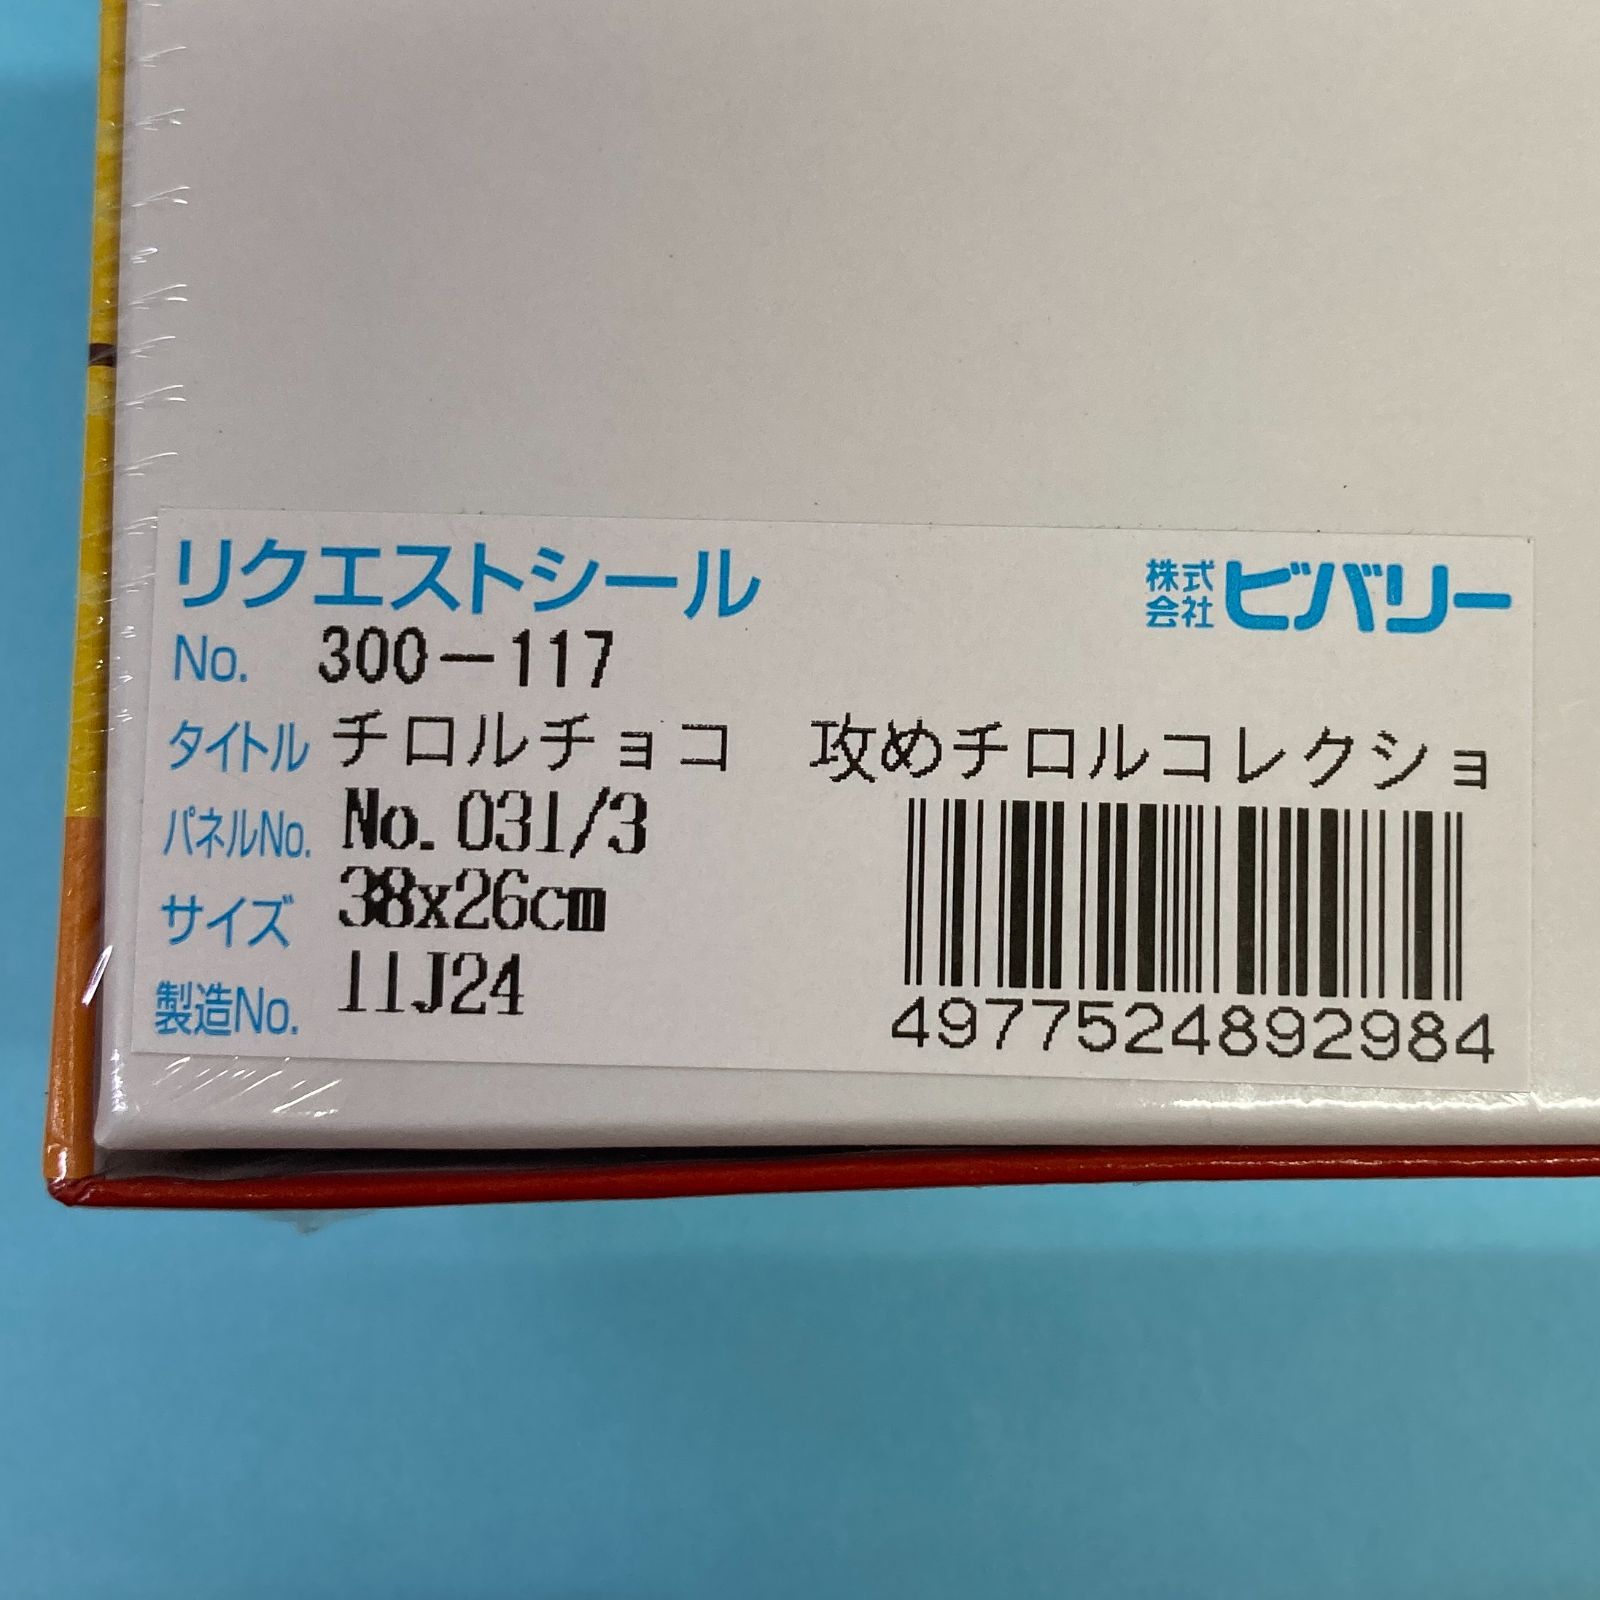 リクエストシール
株式会社 ビバリー
No. 300-117
タイトル チロルチョコ 攻めチロルコレクショ
パネルNo. No.031/3
サイズ 38x26cm
製造No. 11J24
4977524892984